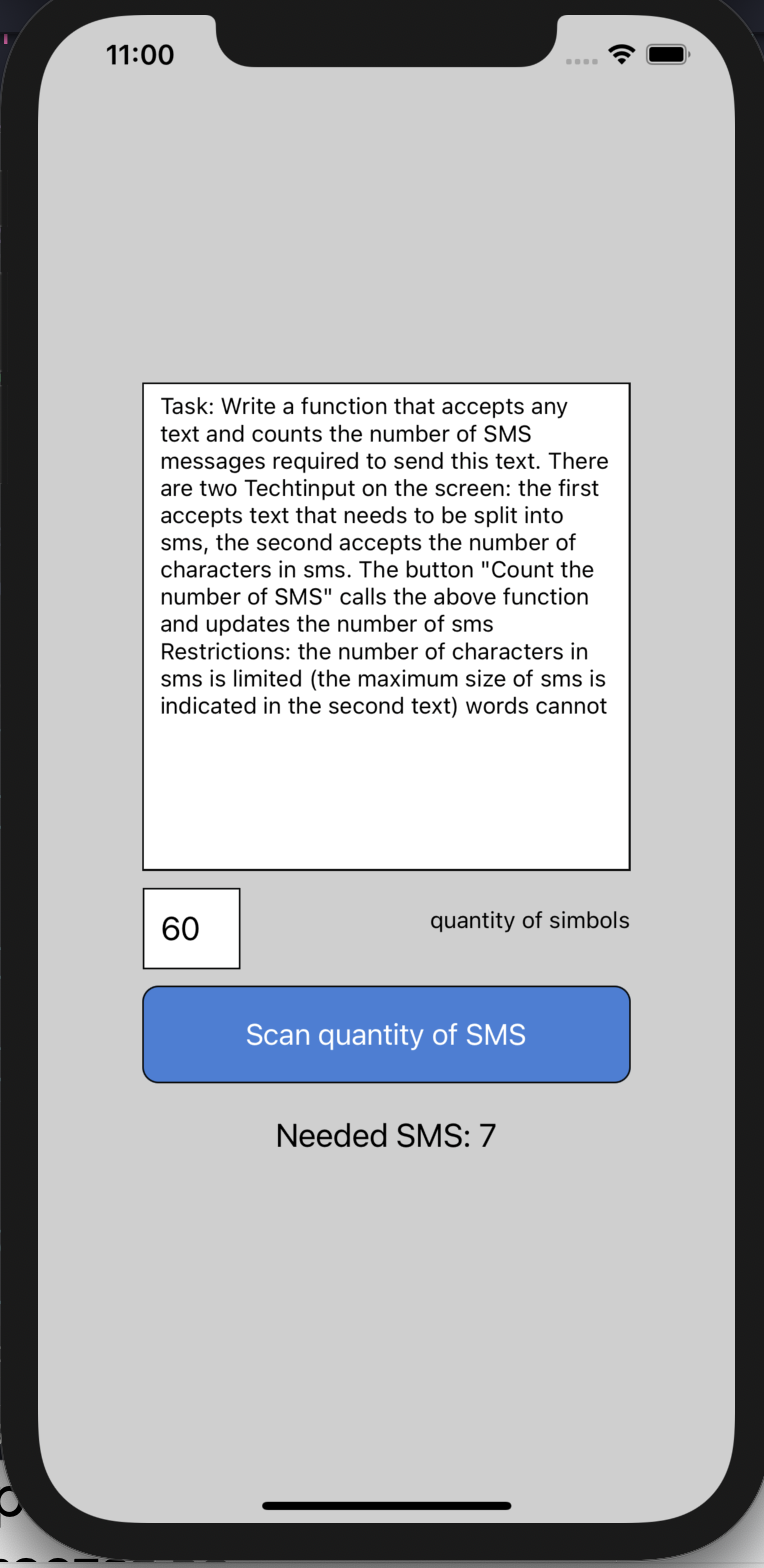 11:00
Task: Write a function that accepts any
text and counts the number of SMS
messages required to send this text. There
are two Techtinput on the screen: the first
accepts text that needs to be split into
sms, the second accepts the number of
characters in sms. The button "Count the
number of SMS" calls the above function
and updates the number of sms
Restrictions: the number of characters in
sms is limited (the maximum size of sms is
indicated in the second text) words cannot
60
quantity of simbols
Scan quantity of SMS
Needed SMS: 7